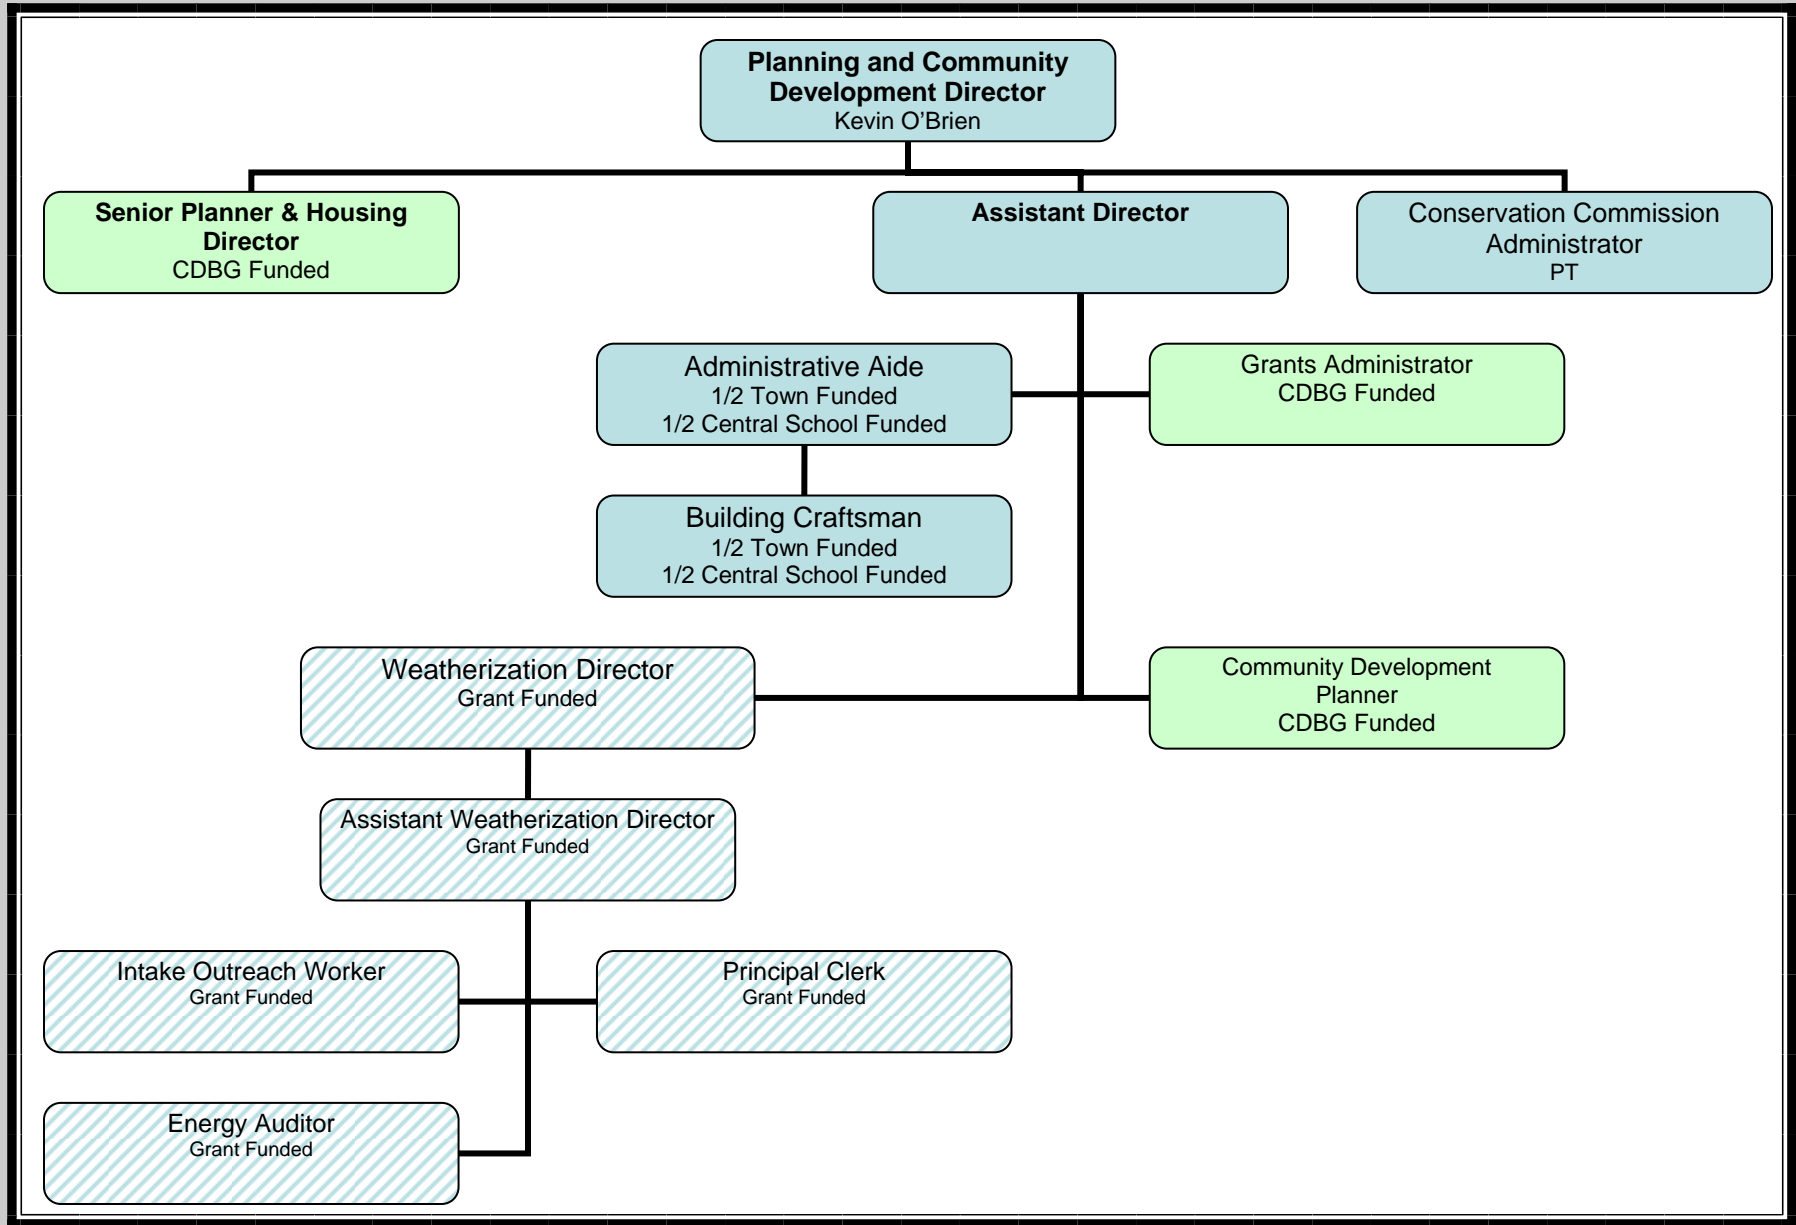 Planning and Community
Development Director
Kevin O’Brien
Senior Planner & Housing
Director
CDBG Funded
Assistant Director
Conservation Commission
Administrator
PT
Administrative Aide
1/2 Town Funded
1/2 Central School Funded
Grants Administrator
CDBG Funded
Building Craftsman
1/2 Town Funded
1/2 Central School Funded
Weatherization Director
Grant Funded
Community Development
Planner
CDBG Funded
Assistant Weatherization Director
Grant Funded
Intake Outreach Worker
Grant Funded
Principal Clerk
Grant Funded
Energy Auditor
Grant Funded